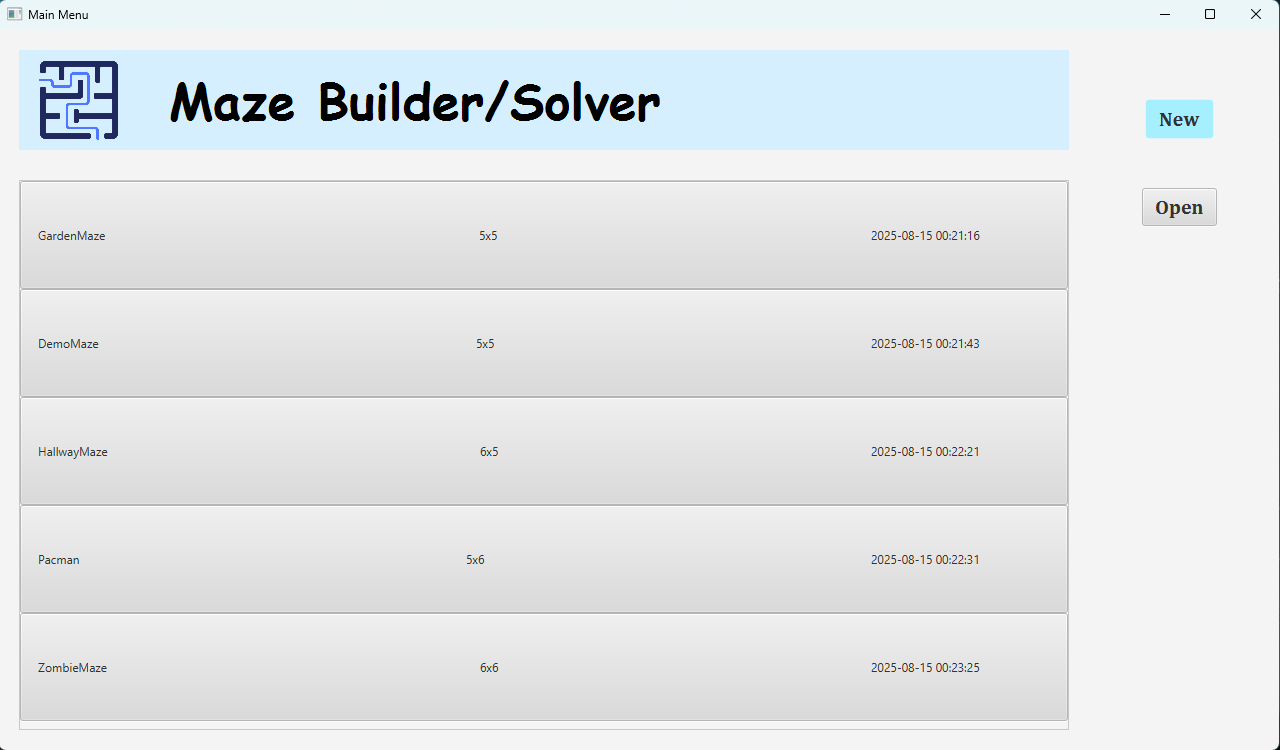 Main Menu
Maze Builder/Solver
New
Open
GardenMaze 5x5 2025-08-15 00:21:16
DemoMaze 5x5 2025-08-15 00:21:43
HallwayMaze 6x5 2025-08-15 00:22:21
Pacman 5x6 2025-08-15 00:22:31
ZombieMaze 6x6 2025-08-15 00:23:25